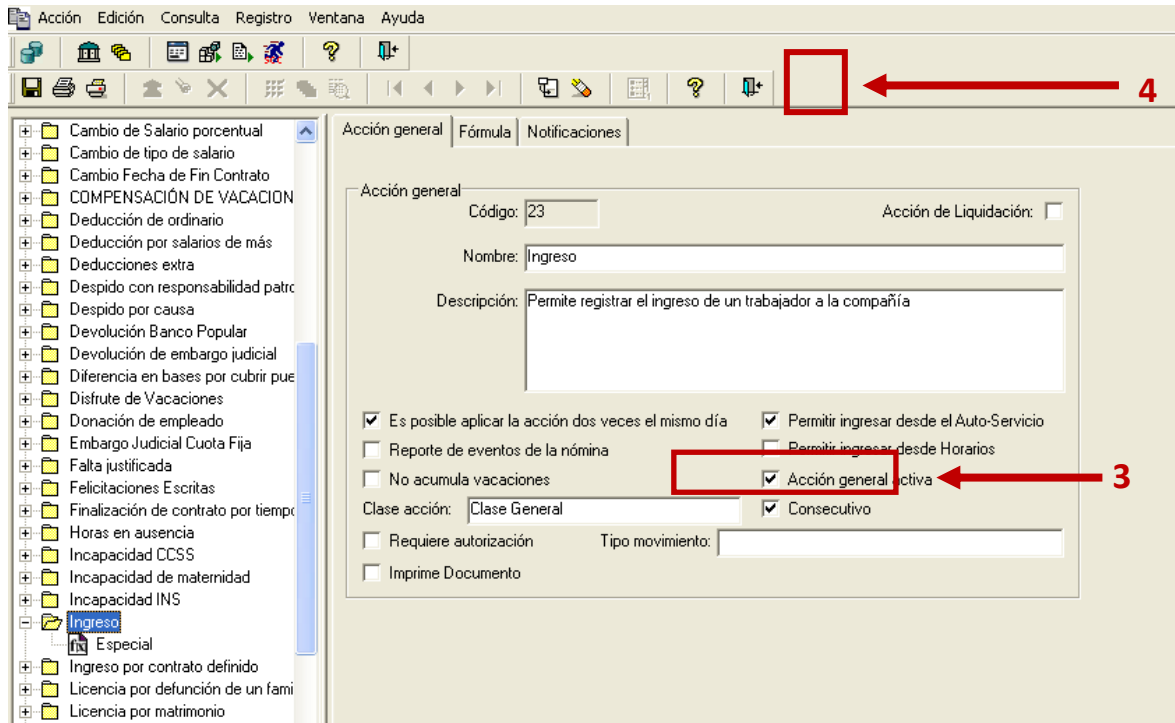 Acción Edición Consulta Registro Ventana Ayuda
4
Cambio de Salario porcentual
Cambio de tipo de salario
Cambio Fecha de Fin Contrato
COMPENSACIÓN DE VACACION
Deducción de ordinario
Deducción por salarios de más
Deducciones extra
Despido con responsabilidad patro
Despido por causa
Devolución Banco Popular
Devolución de embargo judicial
Diferencia en bases por cubrir pue
Disfrute de Vacaciones
Donación de empleado
Embargo Judicial Cuota Fija
Falta justificada
Felicitaciones Escritas
Finalización de contrato por tiempo
Horas en ausencia
Incapacidad CCSS
Incapacidad de maternidad
Incapacidad INS
Ingreso
Especial
Ingreso por contrato definido
Licencia por defunción de un fami
Licencia por matrimonio
Acción general Fórmula Notificaciones
Acción general
Código: 23 Acción de Liquidación:
Nombre: Ingreso
Descripción: Permite registrar el ingreso de un trabajador a la compañía
Es posible aplicar la acción dos veces el mismo día Permitir ingresar desde el Auto-Servicio
Reporte de eventos de la nómina Permitir ingresar desde Horarios
No acumula vacaciones Acción general activa 3
Clase acción: Clase General Consecutivo
Requiere autorización Tipo movimiento:
Imprime Documento